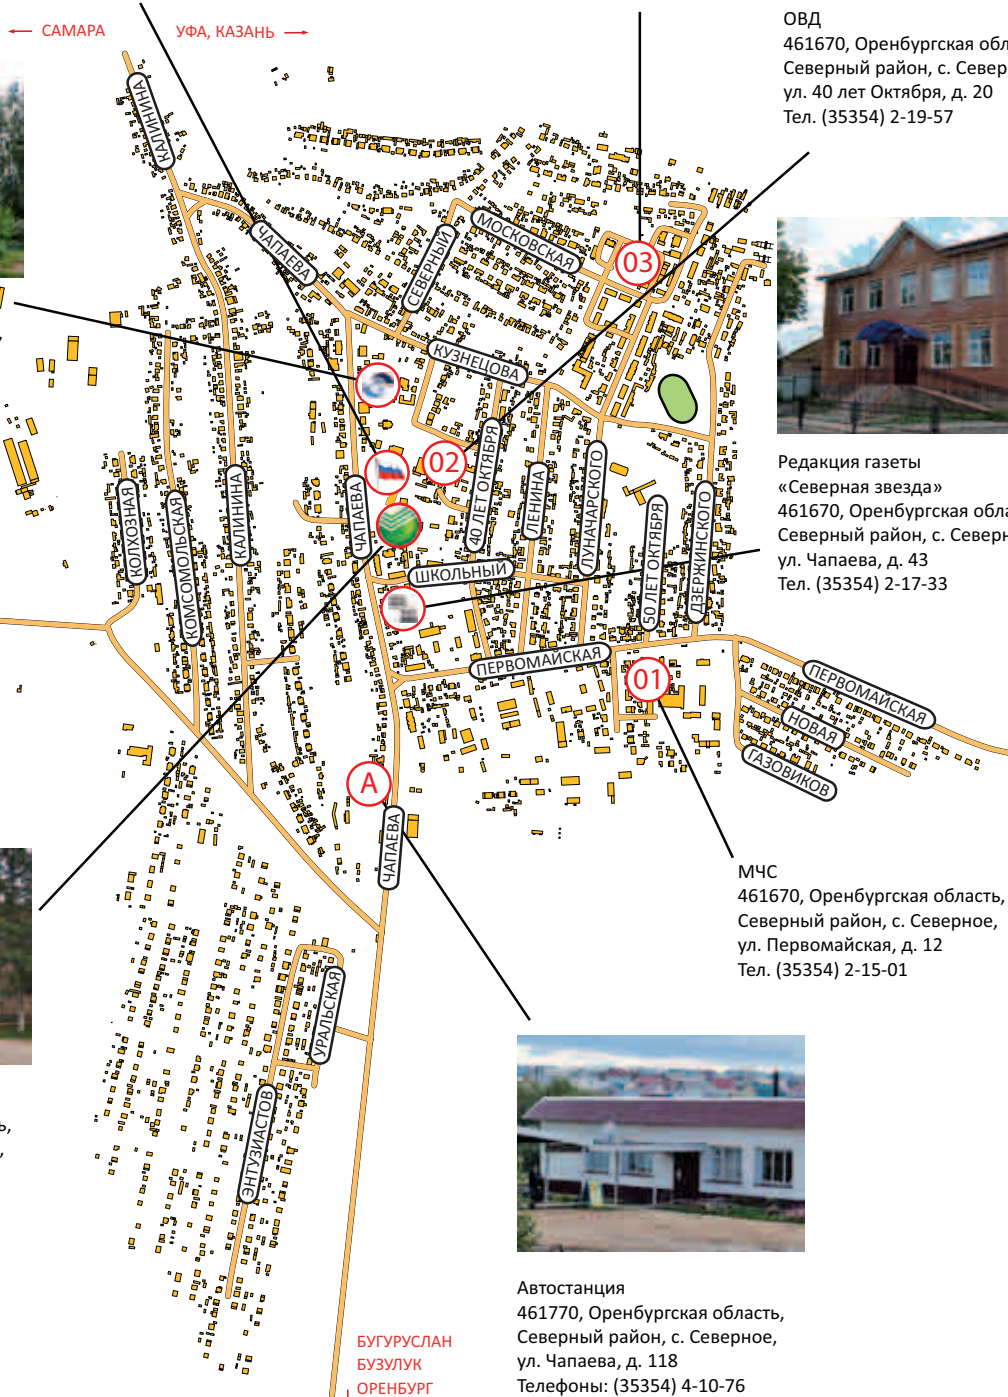 ← САМАРА
УФА, КАЗАНЬ →
ОВД
461670, Оренбургская обл
Северный район, с. Север
ул. 40 лет Октября, д. 20
Тел. (35354) 2-19-57
КАЛИНИНА
ЧАПАЕВА
СЕВЕРНЫЙ
МОСКОВСКАЯ
03
КУЗНЕЦОВА
02
Редакция газеты
«Северная звезда»
461670, Оренбургская обла
Северный район, с. Северн
ул. Чапаева, д. 43
Тел. (35354) 2-17-33
КОЛХОЗНАЯ
КОМСОМОЛЬСКАЯ
КАЛИНИНА
ЧАПАЕВА
40 ЛЕТ ОКТЯБРЯ
ЛЕНИНА
ЛУНАЧАРСКОГО
50 ЛЕТ ОКТЯБРЯ
ДЗЕРЖИНСКОГО
ШКОЛЬНЫЙ
ПЕРВОМАЙСКАЯ
01
ПЕРВОМАЙСКАЯ
НОВАЯ
ГАЗОВИКОВ
А
ЧАПАЕВА
МЧС
461670, Оренбургская область,
Северный район, с. Северное,
ул. Первомайская, д. 12
Тел. (35354) 2-15-01
УРАЛЬСКАЯ
ЭНТУЗИАСТОВ
ь,
,
Автостанция
461770, Оренбургская область,
Северный район, с. Северное,
ул. Чапаева, д. 118
Телефоны: (35354) 4-10-76
БУГУРУСЛАН
БУЗУЛУК
ОРЕНБУРГ